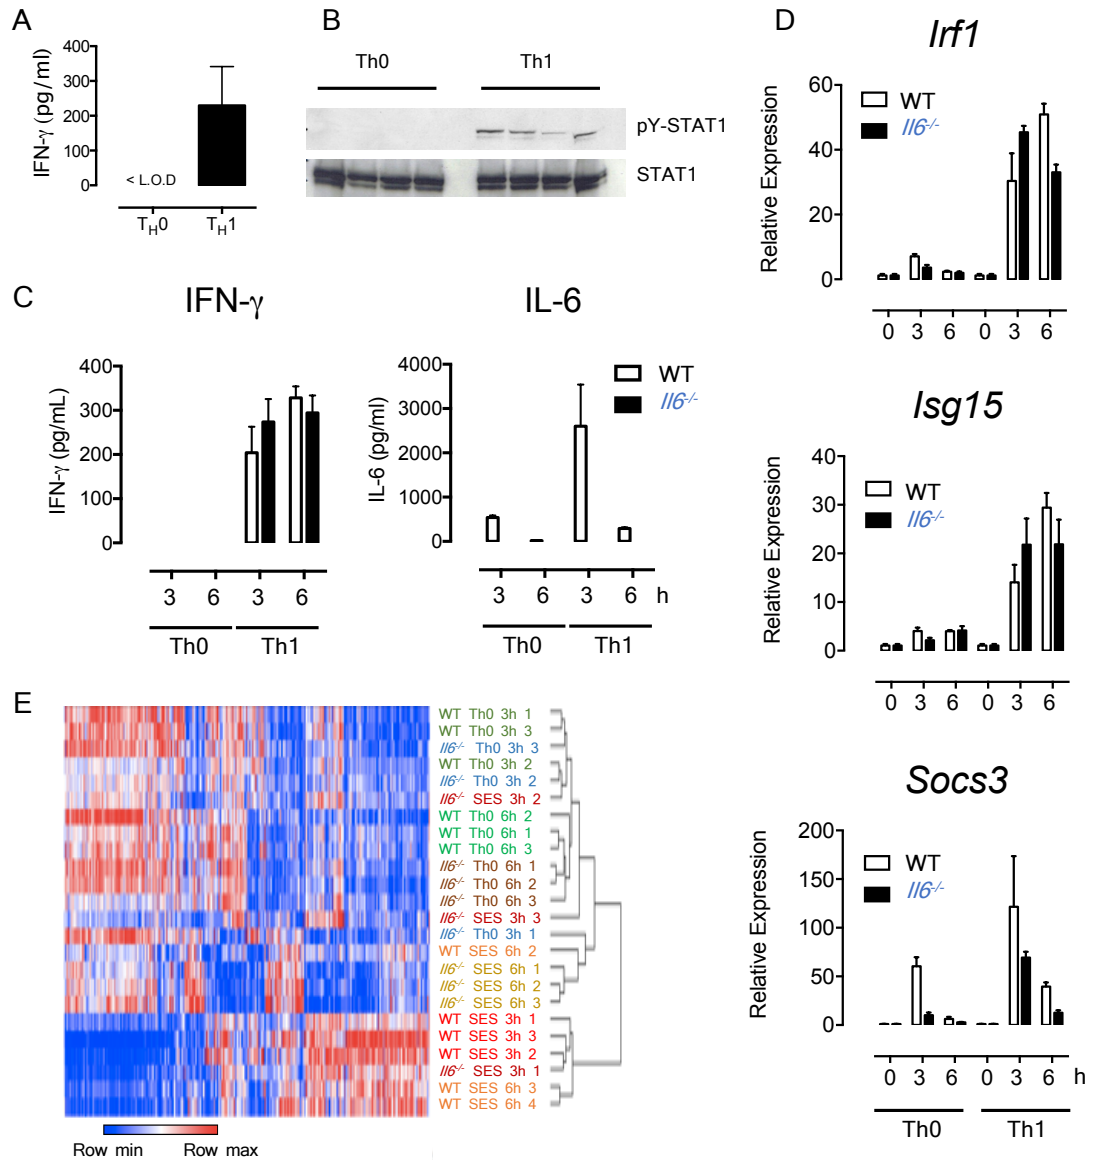 A
IFN-γ (pg/ml)
400
300
200
100
0
< L.O.D
TH0
TH1
B
Th0
Th1
pY-STAT1
STAT1
C
IFN-γ
IFN-γ (pg/mL)
400
300
200
100
0
3
6
3
6
Th0
Th1
IL-6
IL-6 (pg/ml)
4000
3000
2000
1000
0
WT
Il6-/-
3
6
3
6
h
Th0
Th1
D
Irf1
Relative Expression
60
40
20
0
WT
Il6-/-
0
3
6
0
3
6
Isg15
Relative Expression
40
30
20
10
0
WT
Il6-/-
0
3
6
0
3
6
Socs3
Relative Expression
200
150
100
50
0
WT
Il6-/-
0
3
6
0
3
6
h
Th0
Th1
E
WT Th0 3h 1
WT Th0 3h 3
Il6-/- Th0 3h 3
WT Th0 3h 2
Il6-/- Th0 3h 2
Il6-/- SES 3h 2
WT Th0 6h 2
WT Th0 6h 1
WT Th0 6h 3
Il6-/- Th0 6h 1
Il6-/- Th0 6h 2
Il6-/- Th0 6h 3
Il6-/- SES 3h 3
Il6-/- Th0 3h 1
WT SES 6h 2
Il6-/- SES 6h 1
Il6-/- SES 6h 2
Il6-/- SES 6h 3
WT SES 3h 1
WT SES 3h 3
WT SES 3h 2
Il6-/- SES 3h 1
WT SES 6h 3
WT SES 6h 4
Row min
Row max